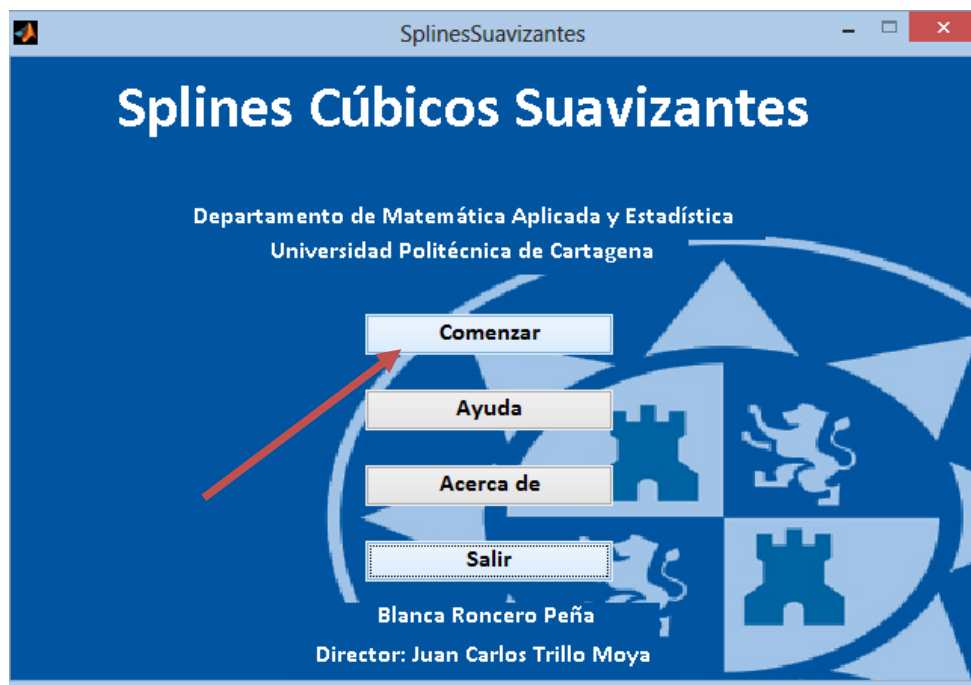 SplinesSuavizantes
Splines Cúbicos Suavizantes
Departamento de Matemática Aplicada y Estadística
Universidad Politécnica de Cartagena
Comenzar
Ayuda
Acerca de
Salir
Blanca Roncero Peña
Director: Juan Carlos Trillo Moya